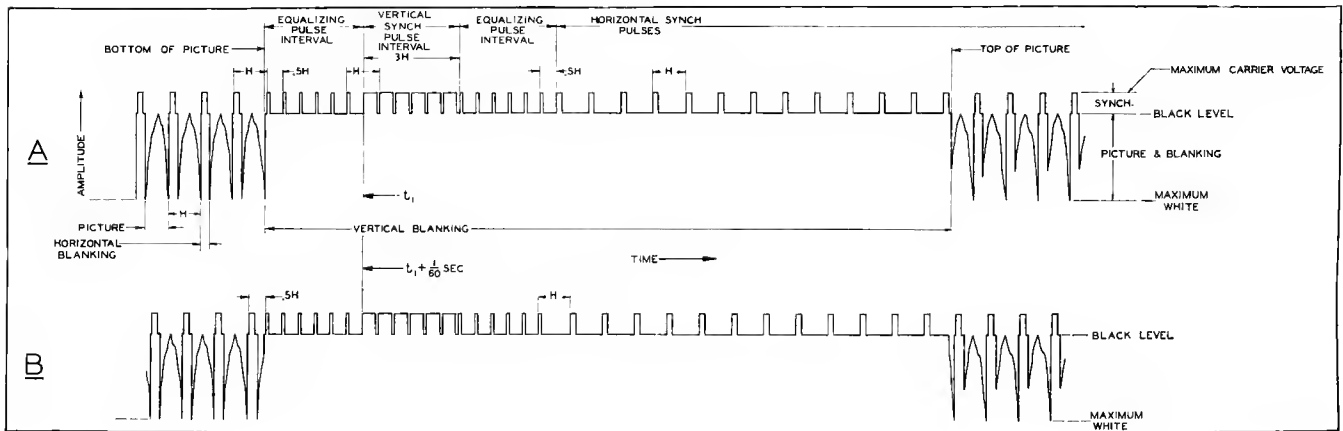 EQUALIZING
PULSE
INTERVAL
VERTICAL
SYNCH
PULSE
INTERVAL
3H
EQUALIZING
PULSE
INTERVAL
HORIZONTAL SYNCH
PULSES
BOTTOM OF PICTURE
TOP OF PICTURE
H
.5H
H
.5H
H
MAXIMUM CARRIER VOLTAGE
SYNCH.
BLACK LEVEL
A
AMPLITUDE
PICTURE & BLANKING
t₁
MAXIMUM
WHITE
H
PICTURE
HORIZONTAL
BLANKING
VERTICAL BLANKING
t₁ + 1/60 SEC
TIME
.5H
H
BLACK LEVEL
B
MAXIMUM
WHITE